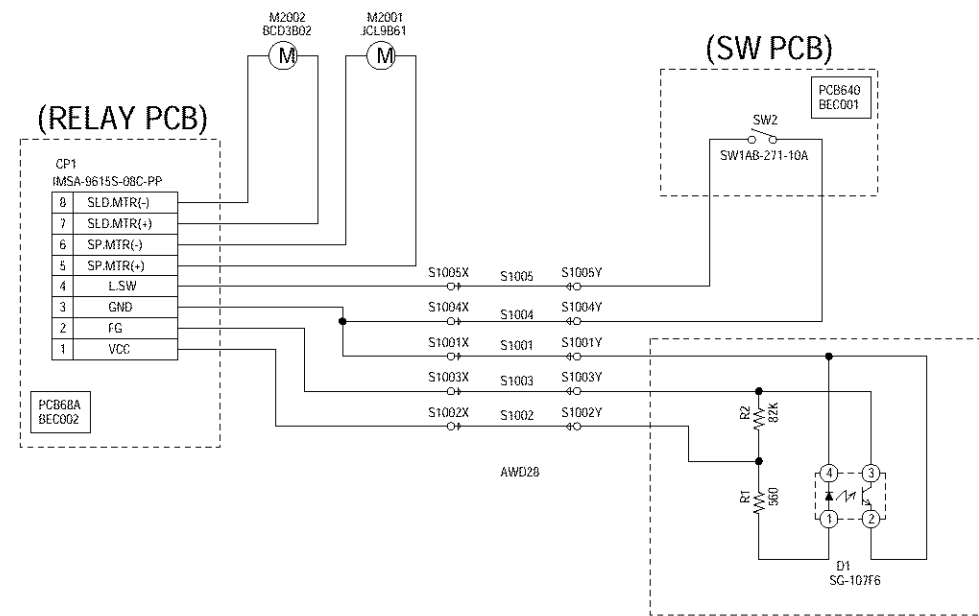 M2002
BCD3B02
M2001
JCL9B61
M
M
(SW PCB)
PCB640
BEC001
SW2
SW1AB-271-10A
(RELAY PCB)
CP1
IMSA-9615S-08C-PP
8 SLD.MTR(-)
7 SLD.MTR(+)
6 SP.MTR(-)
5 SP.MTR(+)
4 L.SW
3 GND
2 FG
1 VCC
PCB68A
BEC002
S1005X S1005 S1005Y
S1004X S1004 S1004Y
S1001X S1001 S1001Y
S1003X S1003 S1003Y
S1002X S1002 S1002Y
AWD28
R2
82K
R1
560
4 3
1 2
D1
SG-107F6